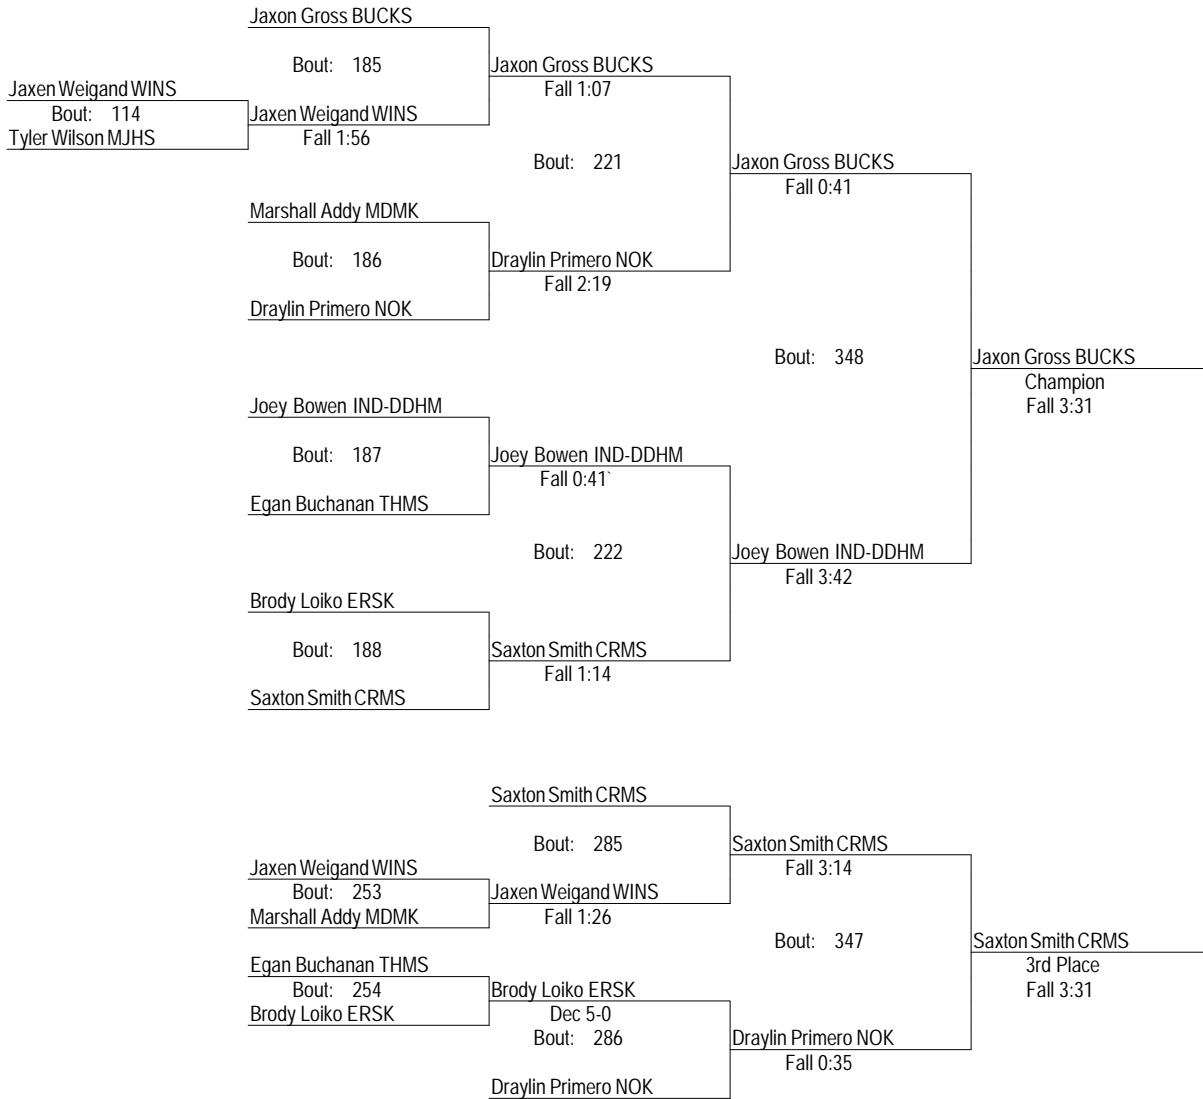 Jaxon Gross BUCKS
Bout: 185
Jaxon Gross BUCKS
Jaxen Weigand WINS
Fall 1:07
Bout: 114
Jaxen Weigand WINS
Tyler Wilson MJHS
Fall 1:56
Bout: 221
Jaxon Gross BUCKS
Fall 0:41
Marshall Addy MDMK
Bout: 186
Draylin Primero NOK
Fall 2:19
Draylin Primero NOK
Bout: 348
Jaxon Gross BUCKS
Champion
Fall 3:31
Joey Bowen IND-DDHM
Bout: 187
Joey Bowen IND-DDHM
Fall 0:41`
Egan Buchanan THMS
Bout: 222
Joey Bowen IND-DDHM
Fall 3:42
Brody Loiko ERSK
Bout: 188
Saxton Smith CRMS
Fall 1:14
Saxton Smith CRMS
Saxton Smith CRMS
Bout: 285
Saxton Smith CRMS
Fall 3:14
Jaxen Weigand WINS
Bout: 253
Jaxen Weigand WINS
Marshall Addy MDMK
Fall 1:26
Bout: 347
Saxton Smith CRMS
3rd Place
Fall 3:31
Egan Buchanan THMS
Bout: 254
Brody Loiko ERSK
Brody Loiko ERSK
Dec 5-0
Bout: 286
Draylin Primero NOK
Fall 0:35
Draylin Primero NOK